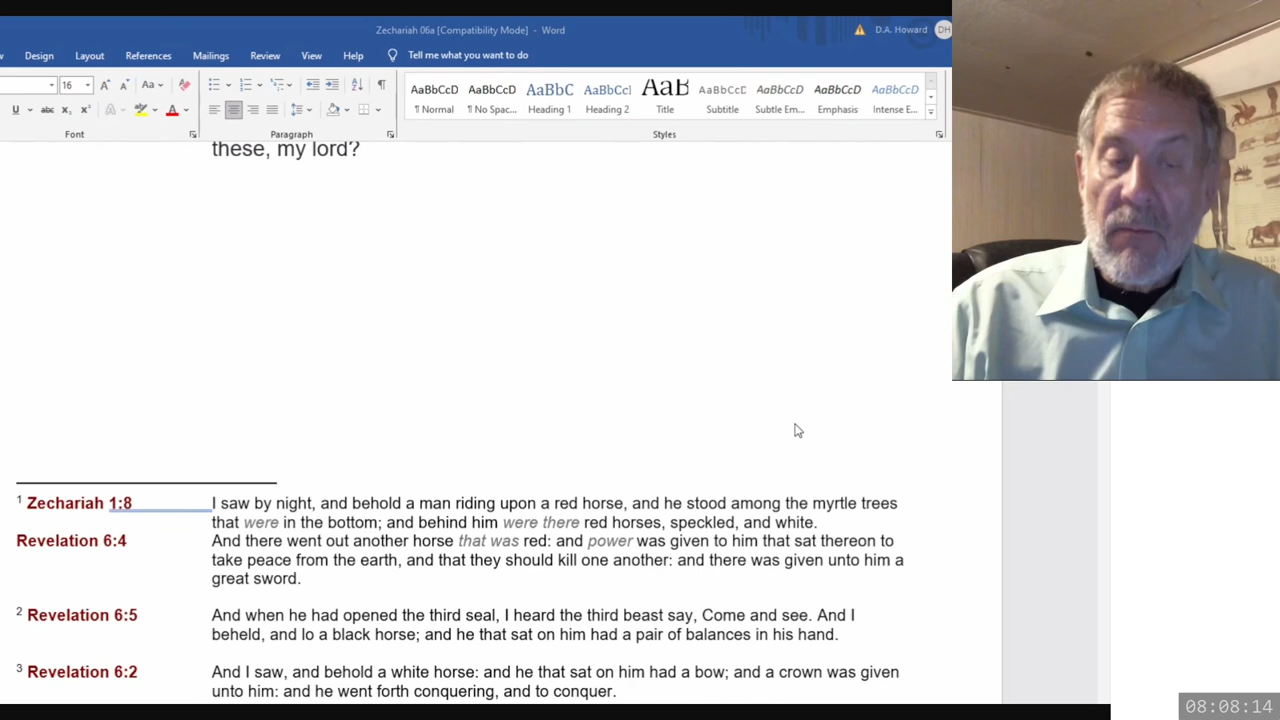 Zechariah 06a [Compatibility Mode] - Word
D.A. Howard
DH
Design Layout References Mailings Review View Help Tell me what you want to do
16
Aa
AaBbCcD AaBbCcD AaBbC AaBbCcI AaB AaBbCcD AaBbCcD AaBbCcD AaBbCcD
¶ Normal ¶ No Spac... Heading 1 Heading 2 Title Subtitle Subtle Em... Emphasis Intense E...
Font Paragraph Styles
these, my lord?
1 Zechariah 1:8 I saw by night, and behold a man riding upon a red horse, and he stood among the myrtle trees
that were in the bottom; and behind him were there red horses, speckled, and white.
Revelation 6:4 And there went out another horse that was red: and power was given to him that sat thereon to
take peace from the earth, and that they should kill one another: and there was given unto him a
great sword.
2 Revelation 6:5 And when he had opened the third seal, I heard the third beast say, Come and see. And I
beheld, and lo a black horse; and he that sat on him had a pair of balances in his hand.
3 Revelation 6:2 And I saw, and behold a white horse: and he that sat on him had a bow; and a crown was given
unto him: and he went forth conquering, and to conquer.
08:08:14